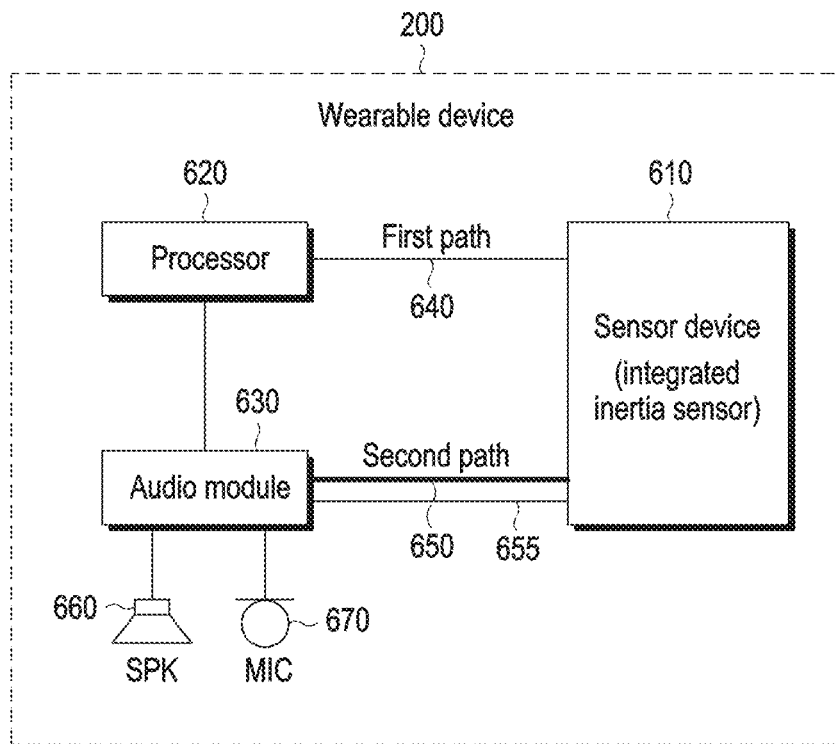 200
Wearable device
620
610
Processor
First path
640
Sensor device
(integrated
inertia sensor)
630
Audio module
Second path
650
655
660
670
SPK
MIC